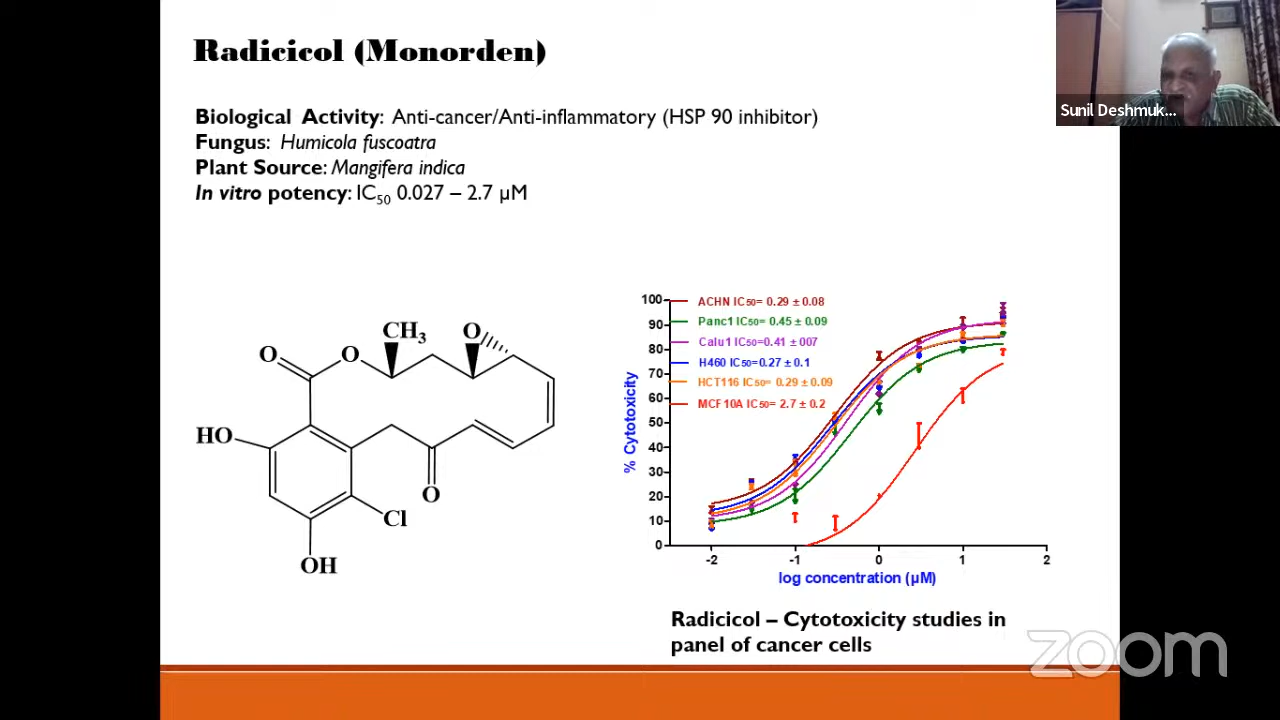 Radicicol (Monorden)
Sunil Deshmuk...
Biological Activity: Anti-cancer/Anti-inflammatory (HSP 90 inhibitor)
Fungus: Humicola fuscoatra
Plant Source: Mangifera indica
In vitro potency: IC50 0.027 – 2.7 µM
CH3
O
O
O
HO
O
Cl
OH
100
90
80
70
60
50
40
30
20
10
0
% Cytotoxicity
ACHN IC50= 0.29 ± 0.08
Panc1 IC50= 0.45 ± 0.09
Calu1 IC50=0.41 ± 007
H460 IC50=0.27 ± 0.1
HCT116 IC50= 0.29 ± 0.09
MCF10A IC50= 2.7 ± 0.2
-2 -1 0 1 2
log concentration (µM)
Radicicol – Cytotoxicity studies in
panel of cancer cells
zoom